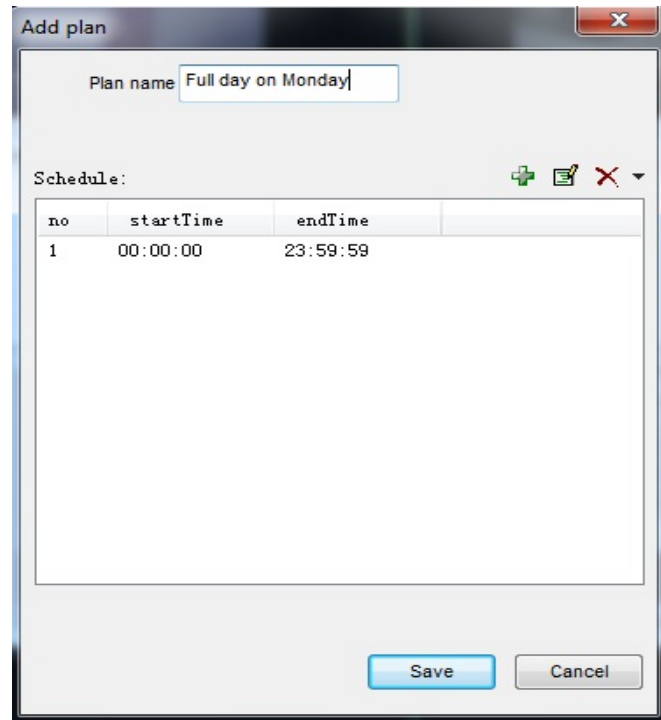 Add plan
Plan name Full day on Monday
Schedule:
no startTime endTime
1 00:00:00 23:59:59
Save Cancel